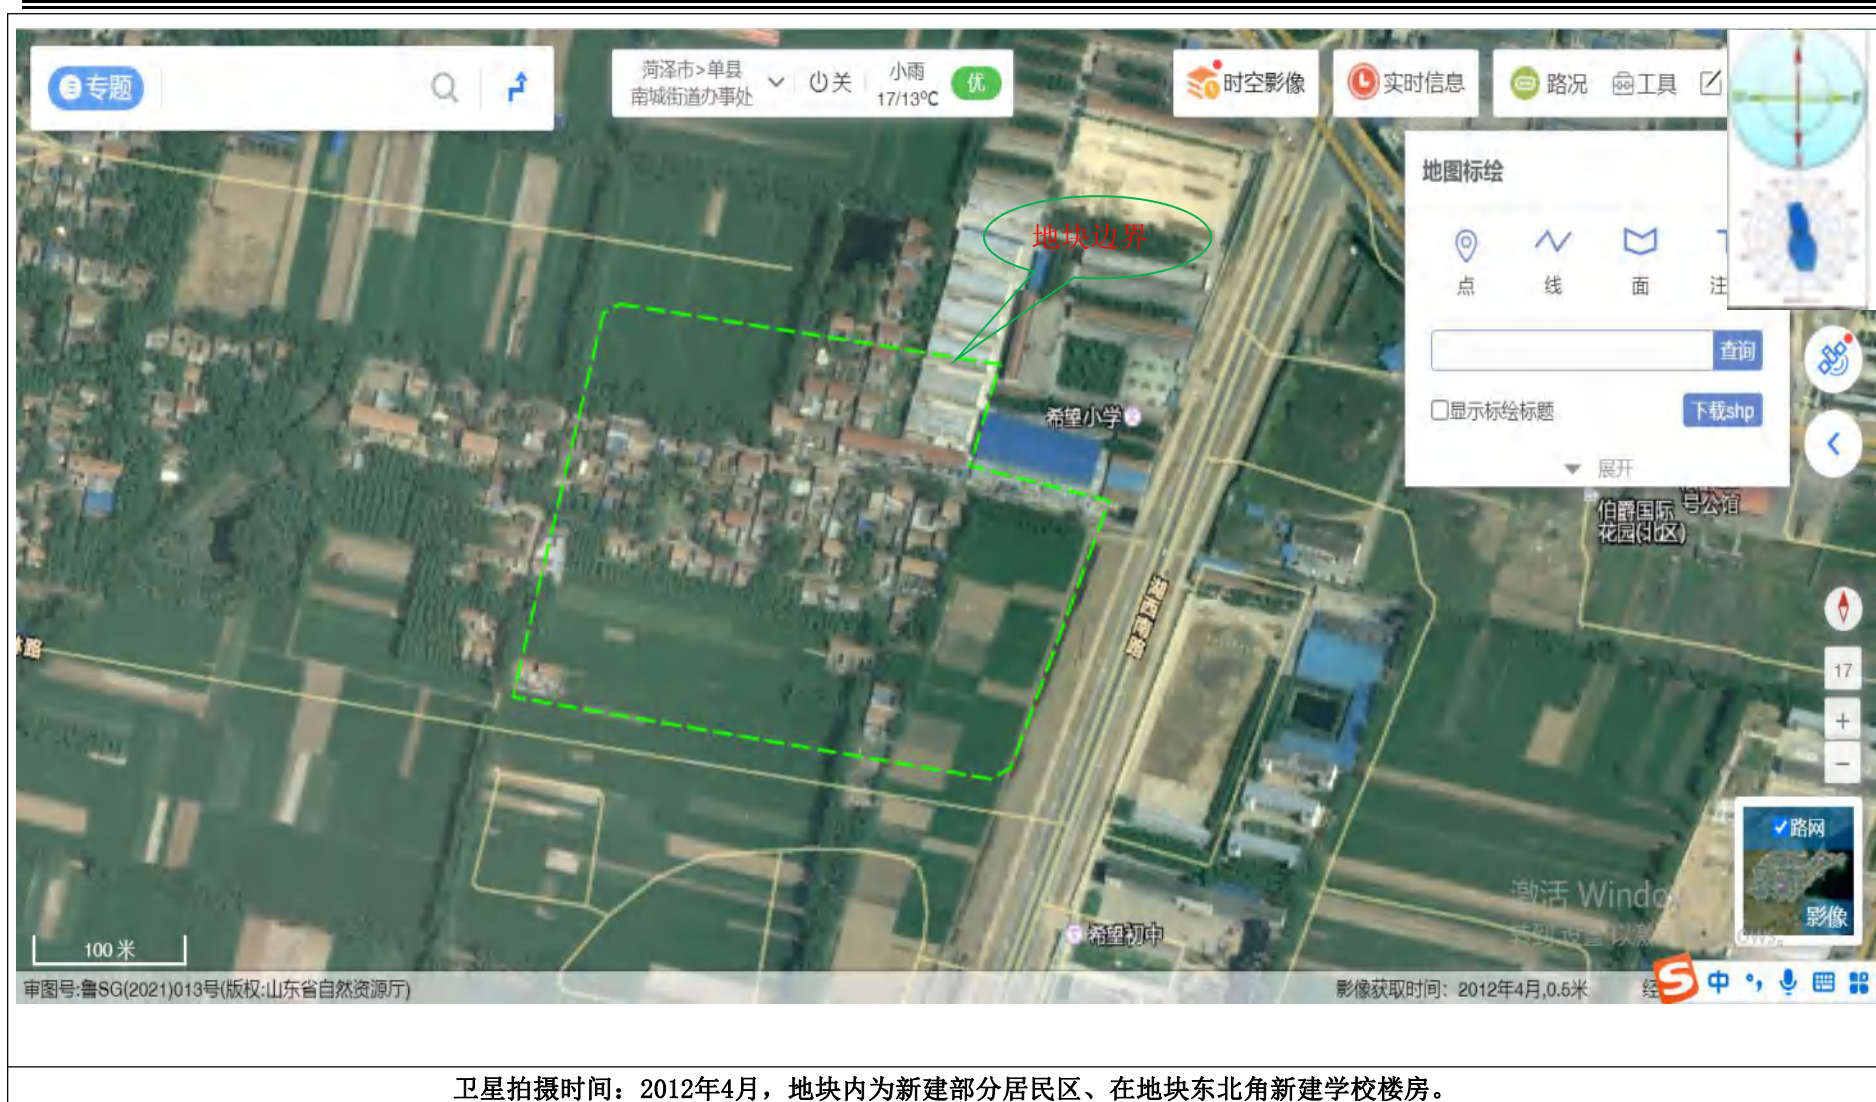 专题
菏泽市>单县
南城街道办事处
关
小雨
17/13℃
优
时空影像
实时信息
路况
工具
地图标绘
点
线
面
注
查询
显示标绘标题
下载shp
展开
地块边界
希望小学
伯爵国际
花园(北区)
号公馆
林路
湖西南路
希望初中
17
+
−
路网
影像
激活 Windo
100 米
审图号:鲁SG(2021)013号(版权:山东省自然资源厅)
影像获取时间：2012年4月,0.5米
经
中
卫星拍摄时间：2012年4月，地块内为新建部分居民区、在地块东北角新建学校楼房。